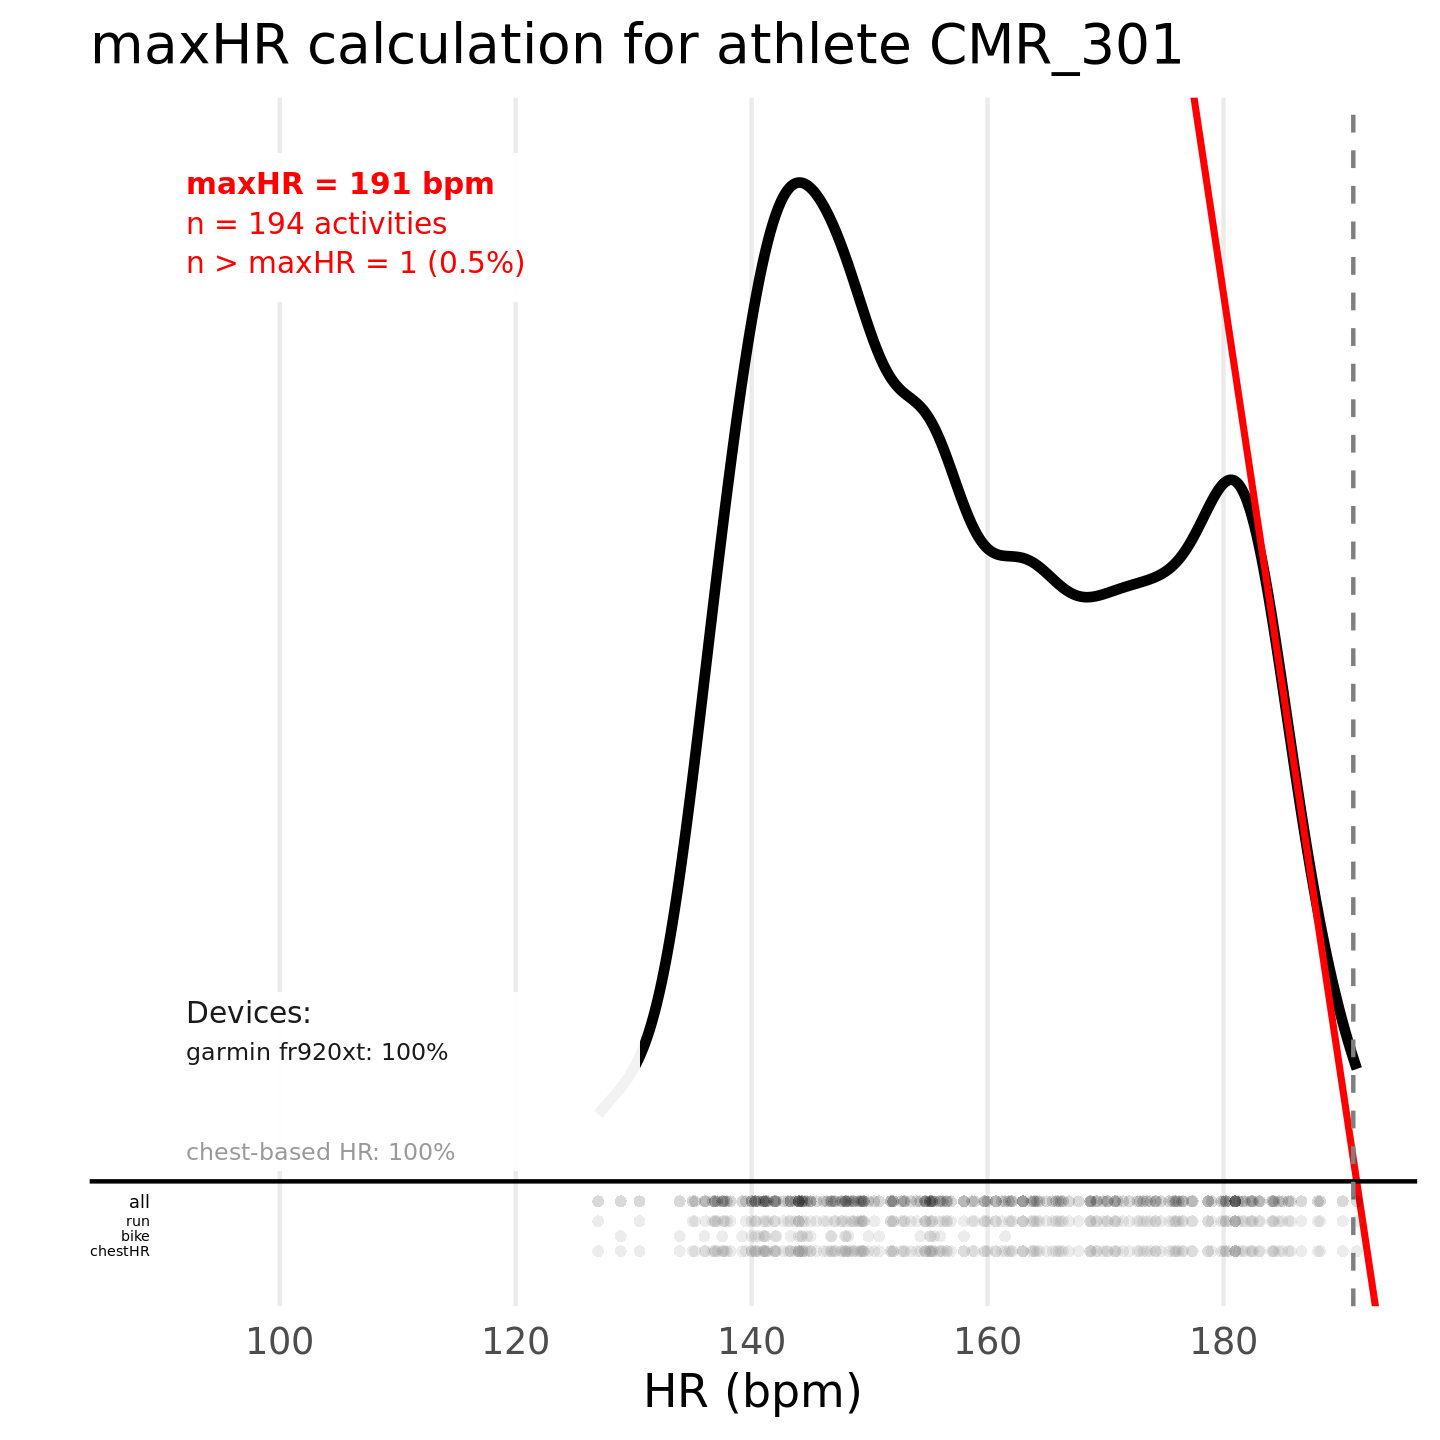 maxHR calculation for athlete CMR_301
maxHR = 191 bpm
n = 194 activities
n > maxHR = 1 (0.5%)
Devices:
garmin fr920xt: 100%
chest-based HR: 100%
all
run
bike
chestHR
100 120 140 160 180
HR (bpm)